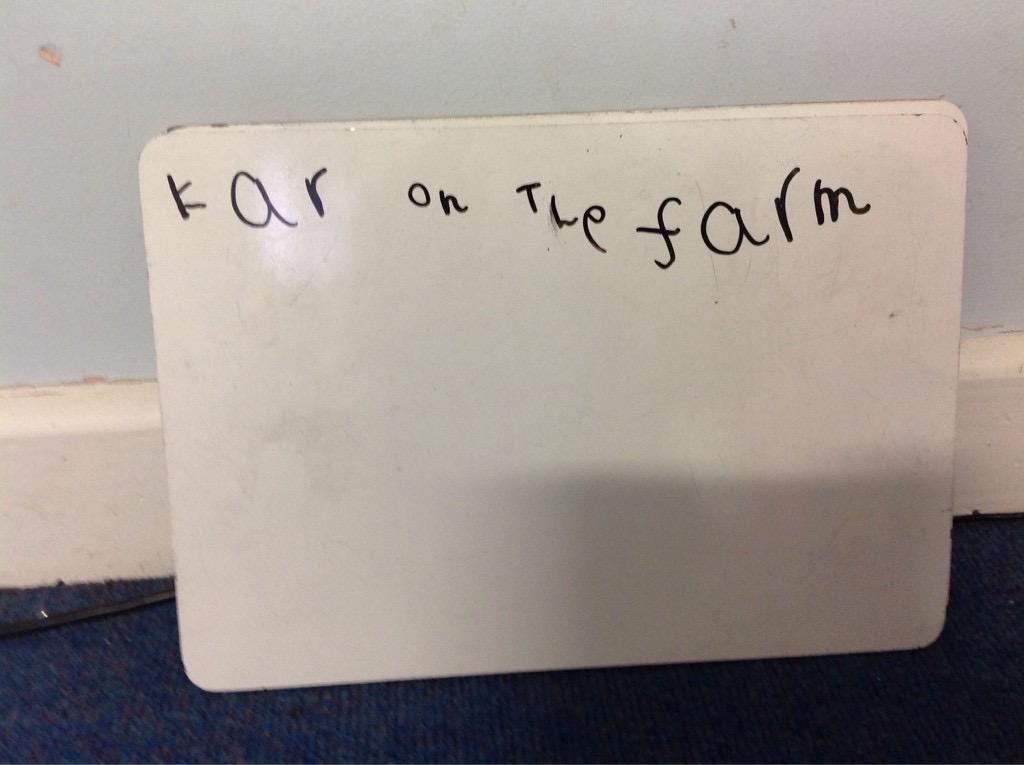 kar on The farm